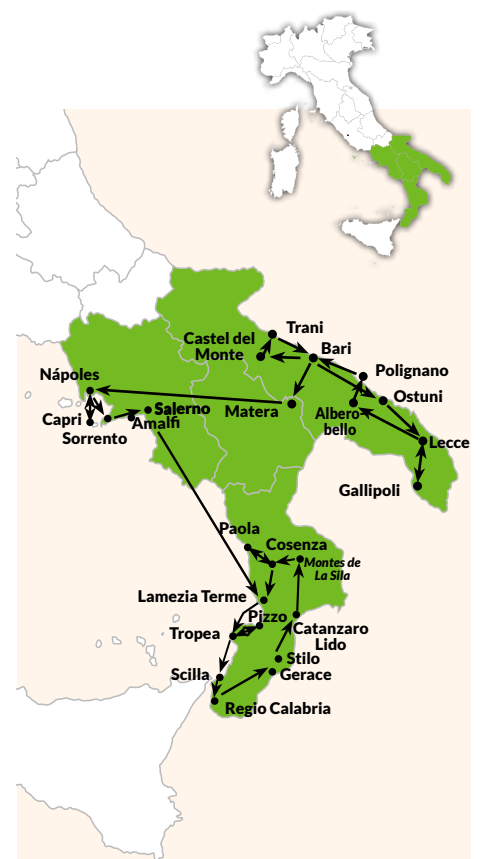 Trani
Castel del
Monte
Bari
Polignano
Nápoles
Ostuni
Salerno
Matera
Albero
bello
Capri
Amalfi
Sorrento
Lecce
Gallipoli
Paola
Cosenza
Montes de
La Sila
Lamezia Terme
Pizzo
Tropea
Catanzaro
Lido
Stilo
Scilla
Gerace
Regio Calabria